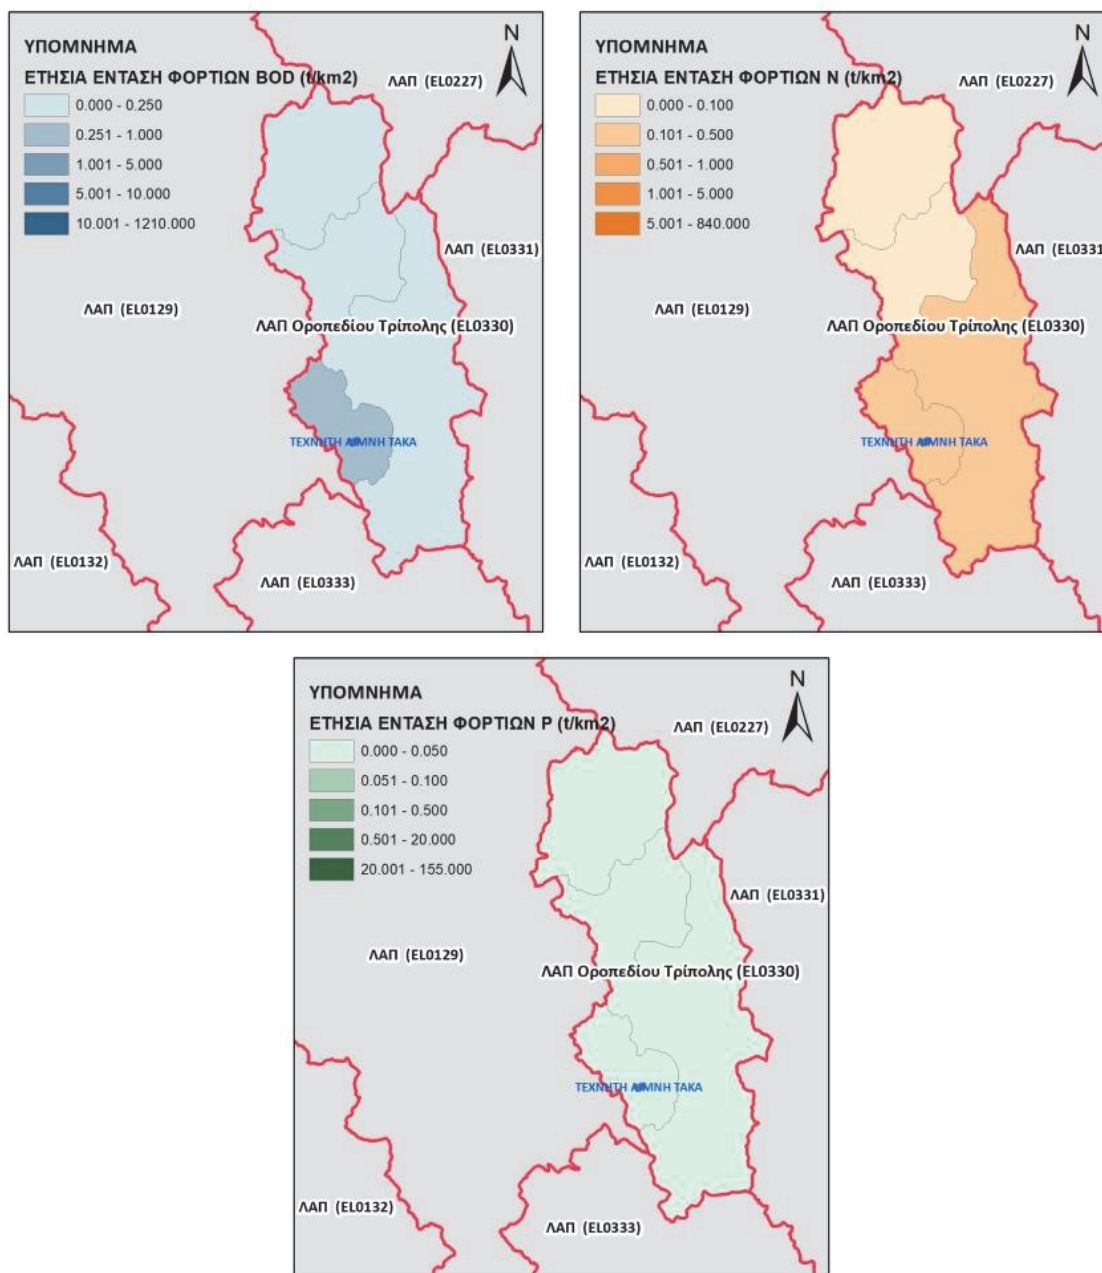 ΥΠΟΜΝΗΜΑ
ΕΤΗΣΙΑ ΕΝΤΑΣΗ ΦΟΡΤΙΩΝ BOD (t/km2)
0.000 - 0.250
0.251 - 1.000
1.001 - 5.000
5.001 - 10.000
10.001 - 1210.000
N
ΛΑΠ (EL0227)
ΛΑΠ (EL0331)
ΛΑΠ (EL0129)
ΛΑΠ Οροπεδίου Τρίπολης (EL0330)
ΤΕΧΝΗΤΗ ΛΙΜΝΗ ΤΑΚΑ
ΛΑΠ (EL0132)
ΛΑΠ (EL0333)
ΥΠΟΜΝΗΜΑ
ΕΤΗΣΙΑ ΕΝΤΑΣΗ ΦΟΡΤΙΩΝ N (t/km2)
0.000 - 0.100
0.101 - 0.500
0.501 - 1.000
1.001 - 5.000
5.001 - 840.000
N
ΛΑΠ (EL0227)
ΛΑΠ (EL0331)
ΛΑΠ (EL0129)
ΛΑΠ Οροπεδίου Τρίπολης (EL0330)
ΤΕΧΝΗΤΗ ΛΙΜΝΗ ΤΑΚΑ
ΛΑΠ (EL0132)
ΛΑΠ (EL0333)
ΥΠΟΜΝΗΜΑ
ΕΤΗΣΙΑ ΕΝΤΑΣΗ ΦΟΡΤΙΩΝ P (t/km2)
0.000 - 0.050
0.051 - 0.100
0.101 - 0.500
0.501 - 20.000
20.001 - 155.000
N
ΛΑΠ (EL0227)
ΛΑΠ (EL0331)
ΛΑΠ (EL0129)
ΛΑΠ Οροπεδίου Τρίπολης (EL0330)
ΤΕΧΝΗΤΗ ΛΙΜΝΗ ΤΑΚΑ
ΛΑΠ (EL0132)
ΛΑΠ (EL0333)